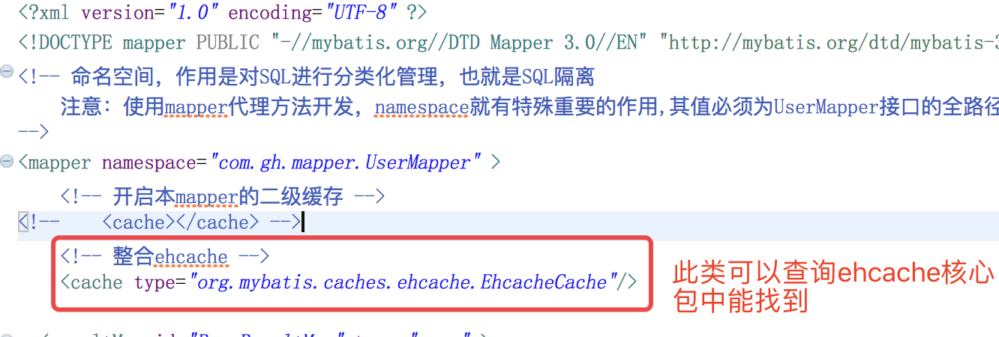 <?xml version="1.0" encoding="UTF-8" ?>
<!DOCTYPE mapper PUBLIC "-//mybatis.org//DTD Mapper 3.0//EN" "http://mybatis.org/dtd/mybatis-3
<!-- 命名空间，作用是对SQL进行分类化管理，也就是SQL隔离
注意：使用mapper代理方法开发，namespace就有特殊重要的作用,其值必须为UserMapper接口的全路径
-->
<mapper namespace="com.gh.mapper.UserMapper" >
<!-- 开启本mapper的二级缓存 -->
<!-- <cache></cache> -->
<!-- 整合ehcache -->
<cache type="org.mybatis.caches.ehcache.EhcacheCache"/>
此类可以查询ehcache核心
包中能找到